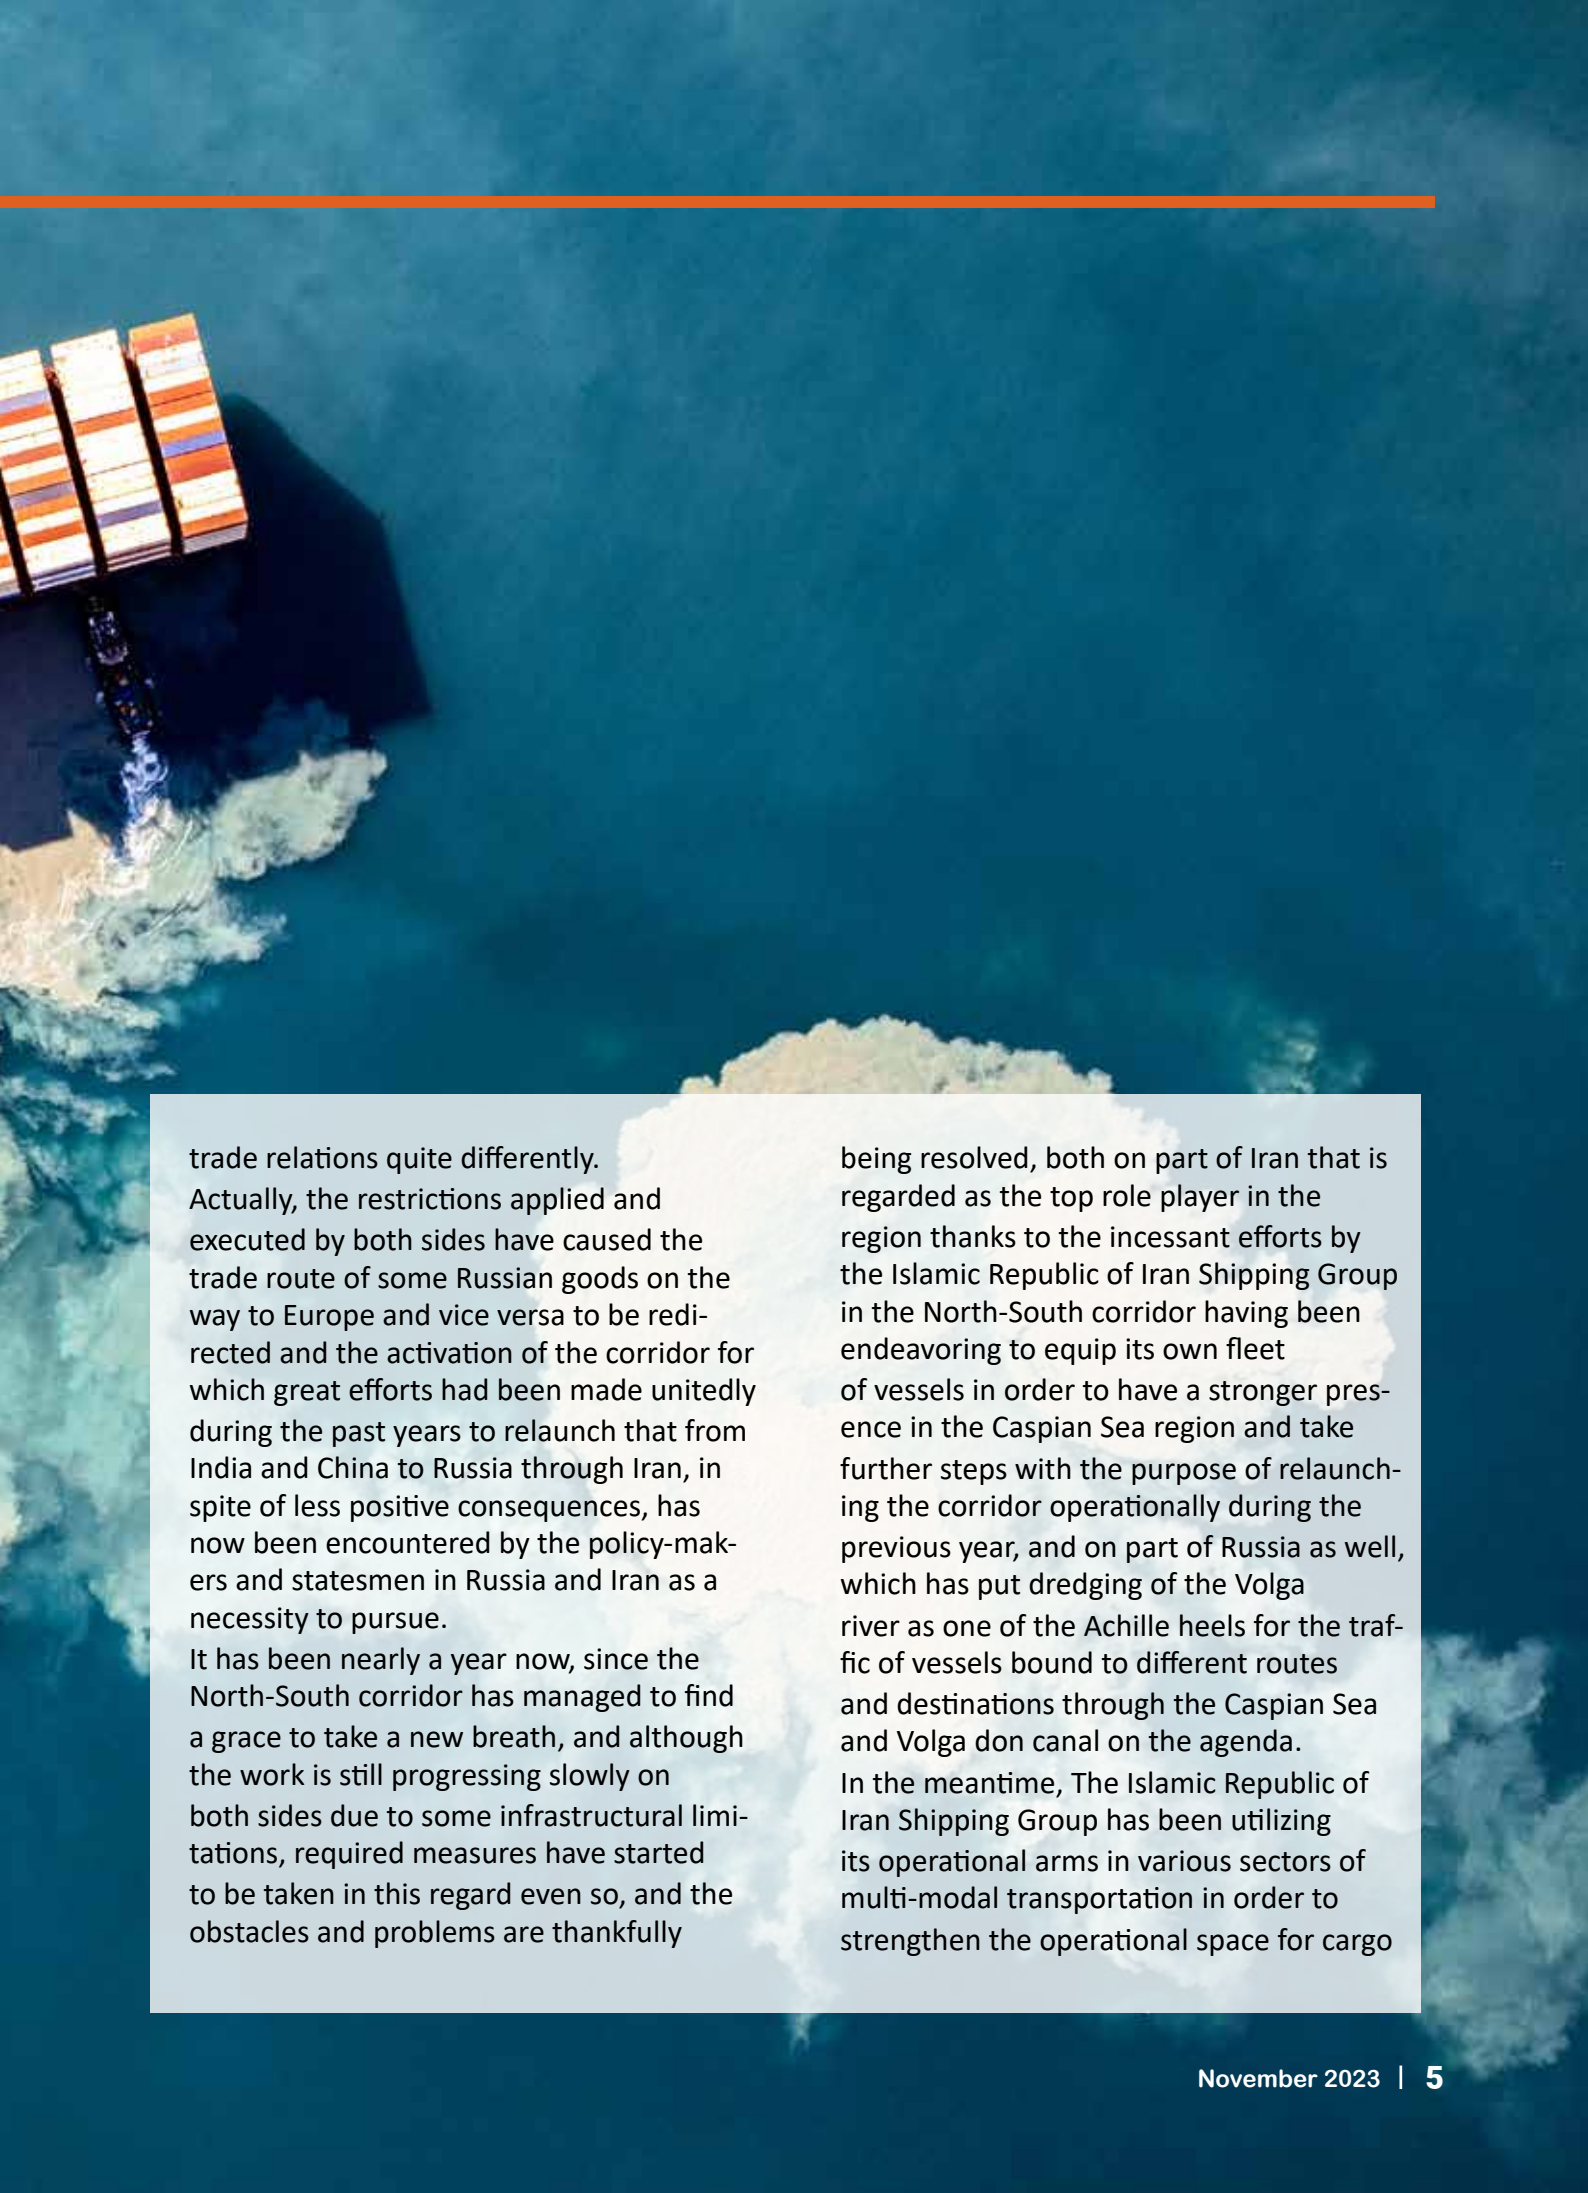 trade relations quite differently.
Actually, the restrictions applied and
executed by both sides have caused the
trade route of some Russian goods on the
way to Europe and vice versa to be redi-
rected and the activation of the corridor for
which great efforts had been made unitedly
during the past years to relaunch that from
India and China to Russia through Iran, in
spite of less positive consequences, has
now been encountered by the policy-mak-
ers and statesmen in Russia and Iran as a
necessity to pursue.
It has been nearly a year now, since the
North-South corridor has managed to find
a grace to take a new breath, and although
the work is still progressing slowly on
both sides due to some infrastructural limi-
tations, required measures have started
to be taken in this regard even so, and the
obstacles and problems are thankfully
being resolved, both on part of Iran that is
regarded as the top role player in the
region thanks to the incessant efforts by
the Islamic Republic of Iran Shipping Group
in the North-South corridor having been
endeavoring to equip its own fleet
of vessels in order to have a stronger pres-
ence in the Caspian Sea region and take
further steps with the purpose of relaunch-
ing the corridor operationally during the
previous year, and on part of Russia as well,
which has put dredging of the Volga
river as one of the Achille heels for the traf-
fic of vessels bound to different routes
and destinations through the Caspian Sea
and Volga don canal on the agenda.
In the meantime, The Islamic Republic of
Iran Shipping Group has been utilizing
its operational arms in various sectors of
multi-modal transportation in order to
strengthen the operational space for cargo
November 2023 | 5